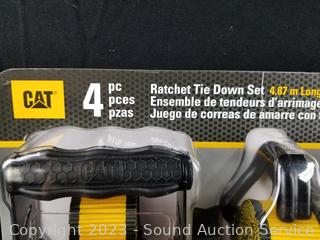 CAT
4
pc
pces
pzas
Ratchet Tie Down Set 4.87 m Long
Ensemble de tendeurs d'arrimage
Juego de correas de amarre con
CAT
Copyright 2023 - Sound Auction Service